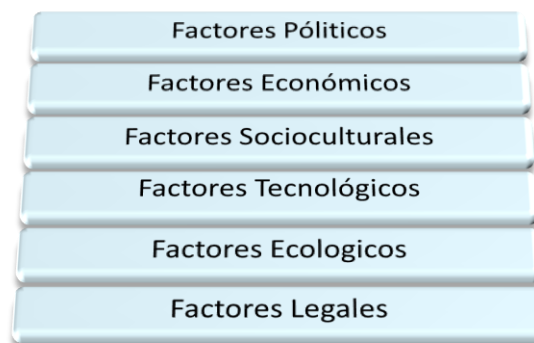 Factores Póliticos
Factores Económicos
Factores Socioculturales
Factores Tecnológicos
Factores Ecologicos
Factores Legales